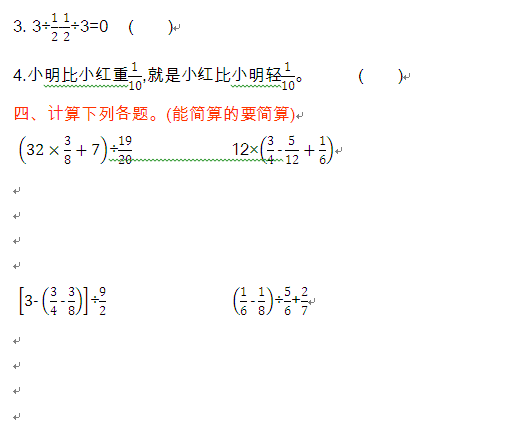 3. 3÷1/2 1/2÷3=0 (  )
4.小明比小红重1/10,就是小红比小明轻1/10。 (  )
四、计算下列各题。(能简算的要简算)
(32×3/8+7)÷19/20 12×(3/4-5/12+1/6)
[3-(3/4-3/8)]÷9/2 (1/6-1/8)÷5/6+2/7